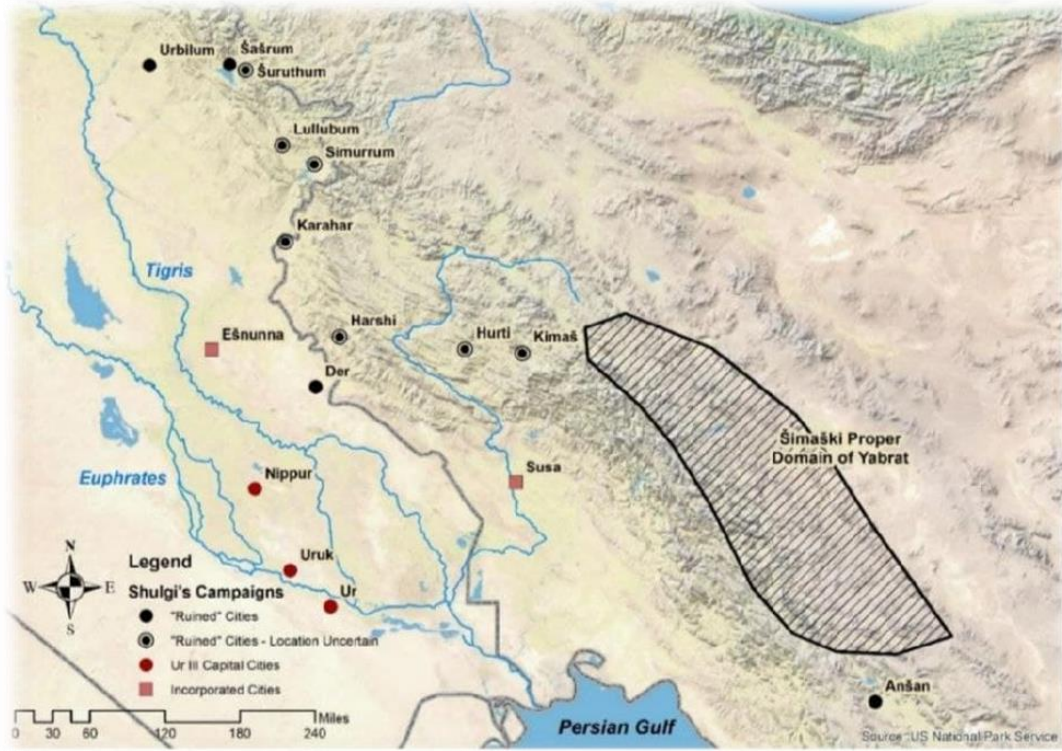 Urbilum
Šašrum
Šuruthum
Lullubum
Simurrum
Karahar
Tigris
Harshi
Ešnunna
Hurti
Kimaš
Der
Šimaški Proper
Domain of Yabrat
Susa
Nippur
Euphrates
Uruk
Ur
N
W
E
S
Legend
Shulgi's Campaigns
"Ruined" Cities
"Ruined" Cities - Location Uncertain
Ur III Capital Cities
Incorporated Cities
Anšan
Miles
0 30 60 120 180 240
Persian Gulf
Source: US National Park Service